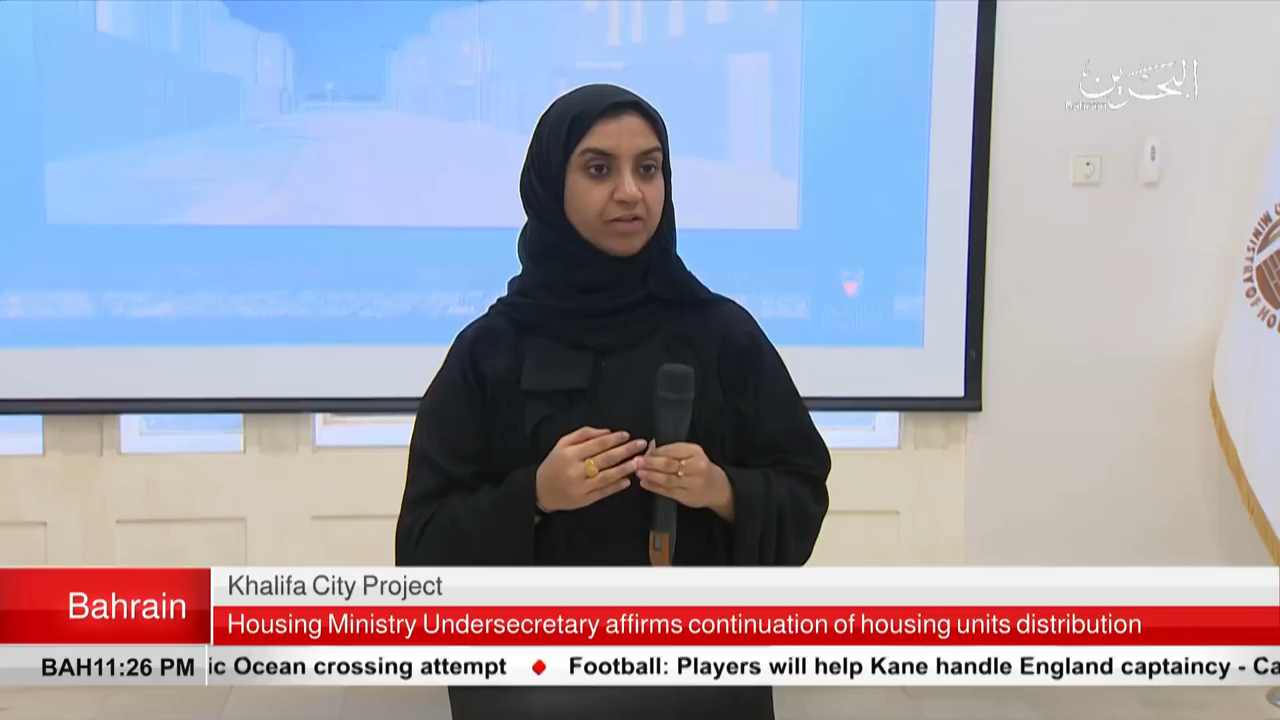 البحرين
Bahrain
Khalifa City Project
Bahrain
Housing Ministry Undersecretary affirms continuation of housing units distribution
BAH11:26 PM
ic Ocean crossing attempt
Football: Players will help Kane handle England captaincy - Ca